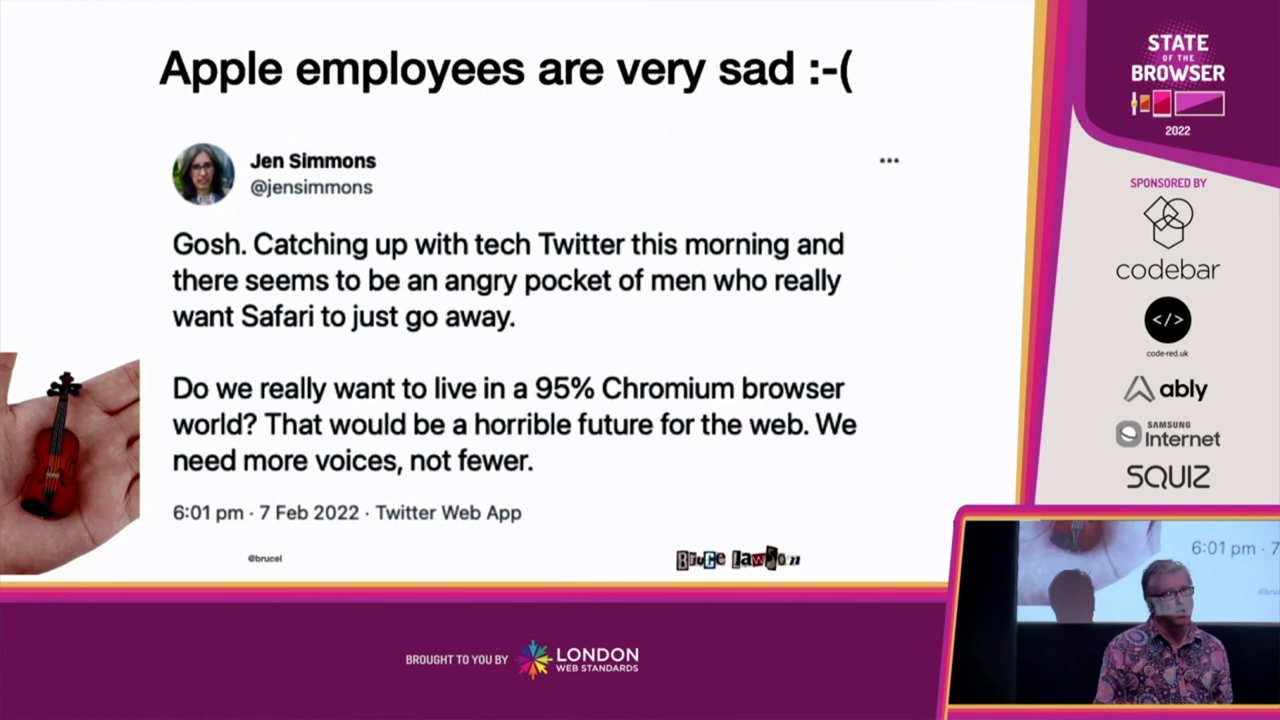 Apple employees are very sad :-(
Jen Simmons
@jensimmons
Gosh. Catching up with tech Twitter this morning and
there seems to be an angry pocket of men who really
want Safari to just go away.
Do we really want to live in a 95% Chromium browser
world? That would be a horrible future for the web. We
need more voices, not fewer.
6:01 pm · 7 Feb 2022 · Twitter Web App
@brucel
Bruce Lawson
BROUGHT TO YOU BY
LONDON
WEB STANDARDS
STATE
OF THE
BROWSER
2022
SPONSORED BY
codebar
</>
code-red.uk
ably
SAMSUNG
Internet
SQUIZ
6:01 pm · 7